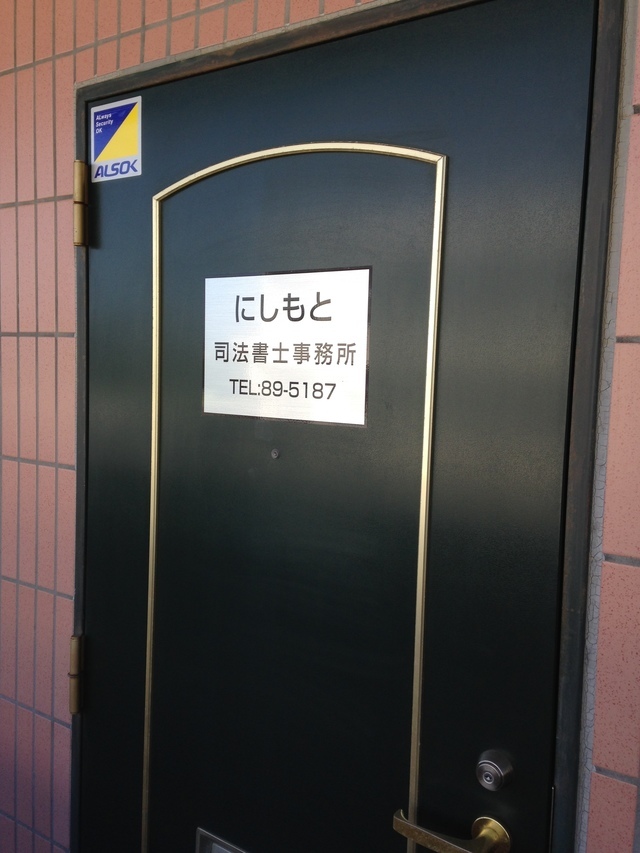 ALways
Security
OK
ALSOK
にしもと
司法書士事務所
TEL:89-5187